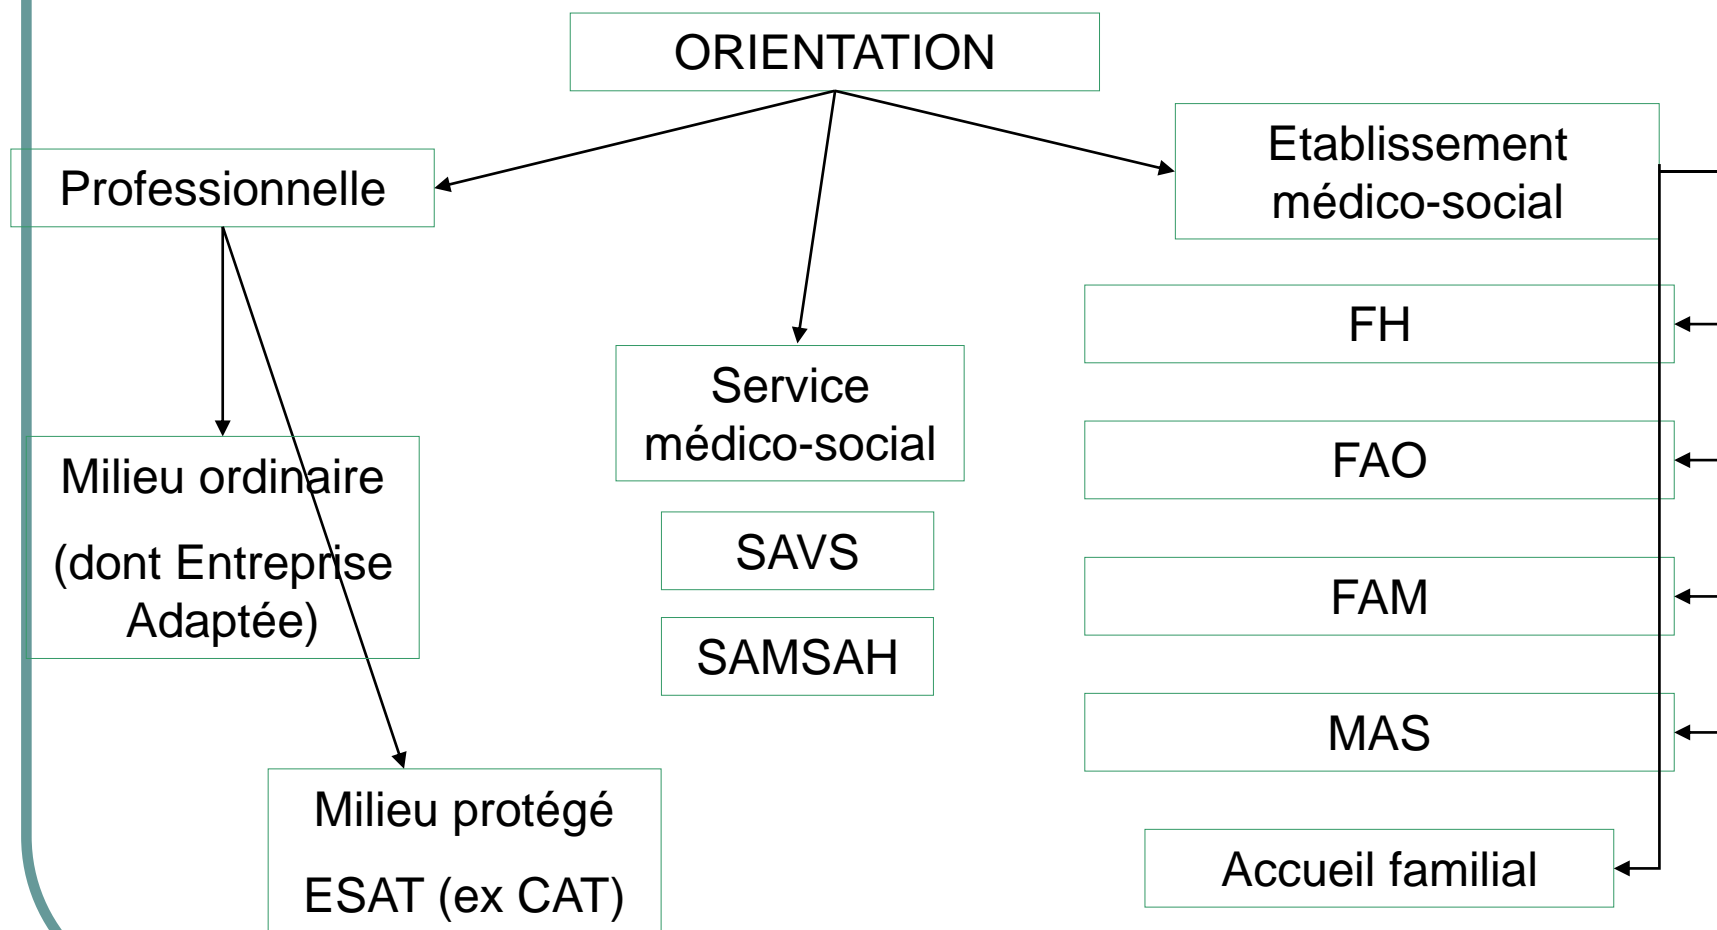 ORIENTATION
Professionnelle
Etablissement
médico-social
FH
Service
médico-social
FAO
Milieu ordinaire
(dont Entreprise
Adaptée)
SAVS
FAM
SAMSAH
MAS
Milieu protégé
ESAT (ex CAT)
Accueil familial